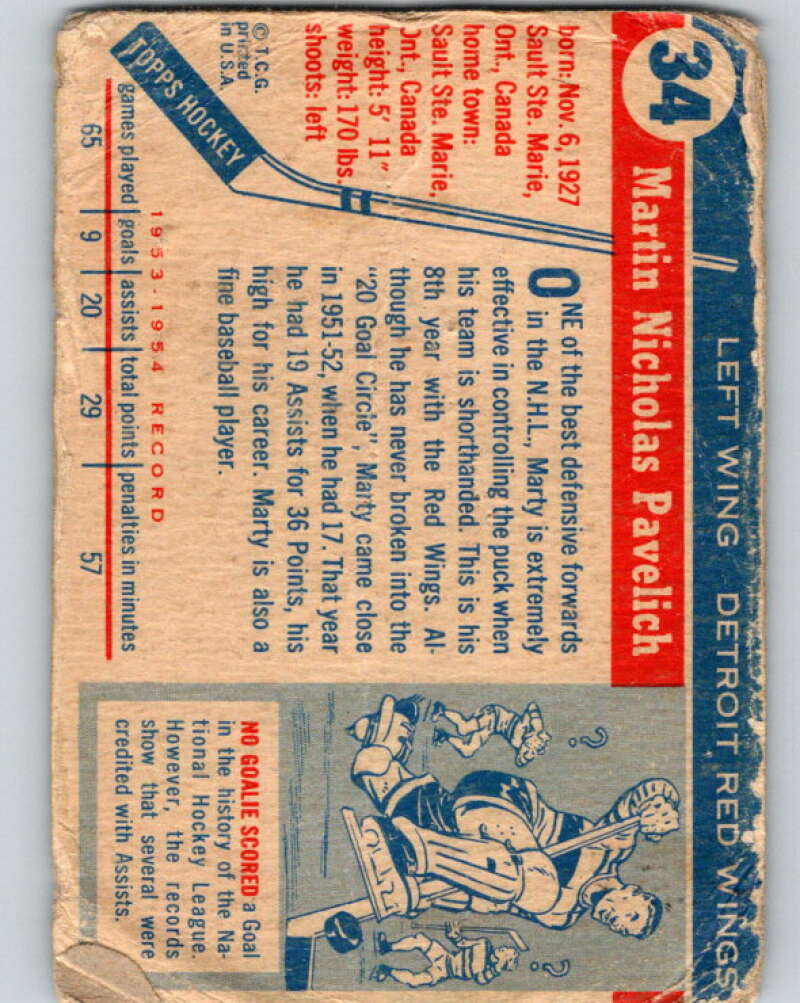 34
LEFT WING DETROIT RED WINGS
Martin Nicholas Pavelich
born: Nov. 6, 1927
Sault Ste. Marie,
Ont., Canada
home town:
Sault Ste. Marie,
Ont., Canada
height: 5' 11"
weight: 170 lbs.
shoots: left
© T.C.G.
printed
in U.S.A.
TOPPS HOCKEY
ONE of the best defensive forwards
in the N.H.L., Marty is extremely
effective in controlling the puck when
his team is shorthanded. This is his
8th year with the Red Wings. Al-
though he has never broken into the
"20 Goal Circle", Marty came close
in 1951-52, when he had 17. That year
he had 19 Assists for 36 Points, his
high for his career. Marty is also a
fine baseball player.
1953-1954 RECORD
games played goals assists total points penalties in minutes
65 9 20 29 57
?
?
NO GOALIE SCORED a Goal
in the history of the Na-
tional Hockey League.
However, the records
show that several were
credited with Assists.